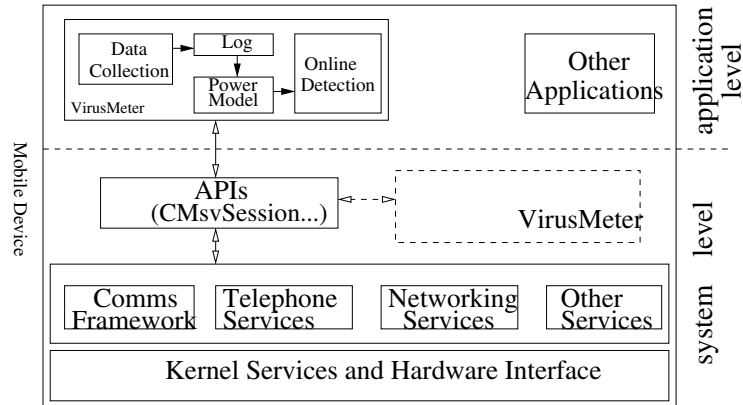 Data
Collection
Log
Power
Model
Online
Detection
VirusMeter
Other
Applications
application
level
Mobile Device
APIs
(CMsvSession...)
VirusMeter
system level
Comms
Framework
Telephone
Services
Networking
Services
Other
Services
Kernel Services and Hardware Interface